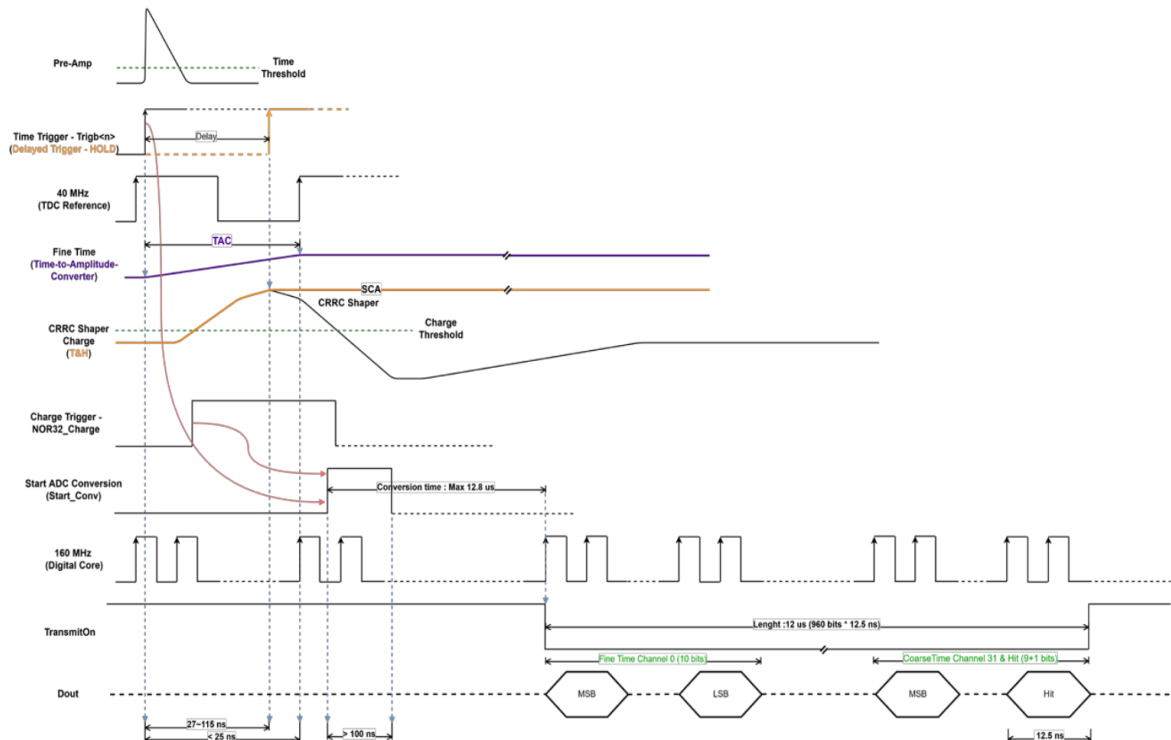 Pre-Amp
Time
Threshold
Time Trigger - Trigb<n>
(Delayed Trigger - HOLD)
Delay
40 MHz
(TDC Reference)
TAC
Fine Time
(Time-to-Amplitude-
Converter)
SCA
CRRC Shaper
CRRC Shaper
Charge
(T&H)
Charge
Threshold
Charge Trigger -
NOR32_Charge
Start ADC Conversion
(Start_Conv)
Conversion time : Max 12.8 us
160 MHz
(Digital Core)
TransmitOn
Lenght :12 us (960 bits * 12.5 ns)
Fine Time Channel 0 (10 bits)
CoarseTime Channel 31 & Hit (9+1 bits)
Dout
MSB
LSB
MSB
Hit
27~115 ns
< 25 ns
> 100 ns
12.5 ns